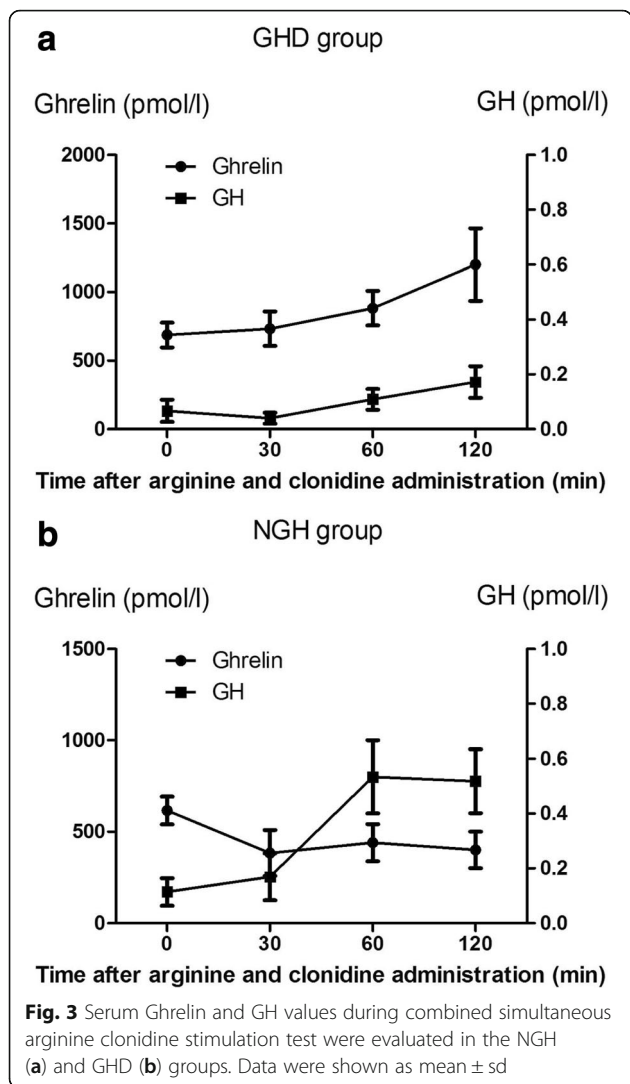 a
GHD group
Ghrelin (pmol/l) GH (pmol/l)
2000 1.0
Ghrelin
GH
1500 0.8
0.6
1000
0.4
500
0.2
0 0.0
0 30 60 120
Time after arginine and clonidine administration (min)
b
NGH group
Ghrelin (pmol/l) GH (pmol/l)
1500 1.0
Ghrelin
GH
0.8
1000
0.6
0.4
500
0.2
0 0.0
0 30 60 120
Time after arginine and clonidine administration (min)
Fig. 3 Serum Ghrelin and GH values during combined simultaneous
arginine clonidine stimulation test were evaluated in the NGH
(a) and GHD (b) groups. Data were shown as mean ± sd